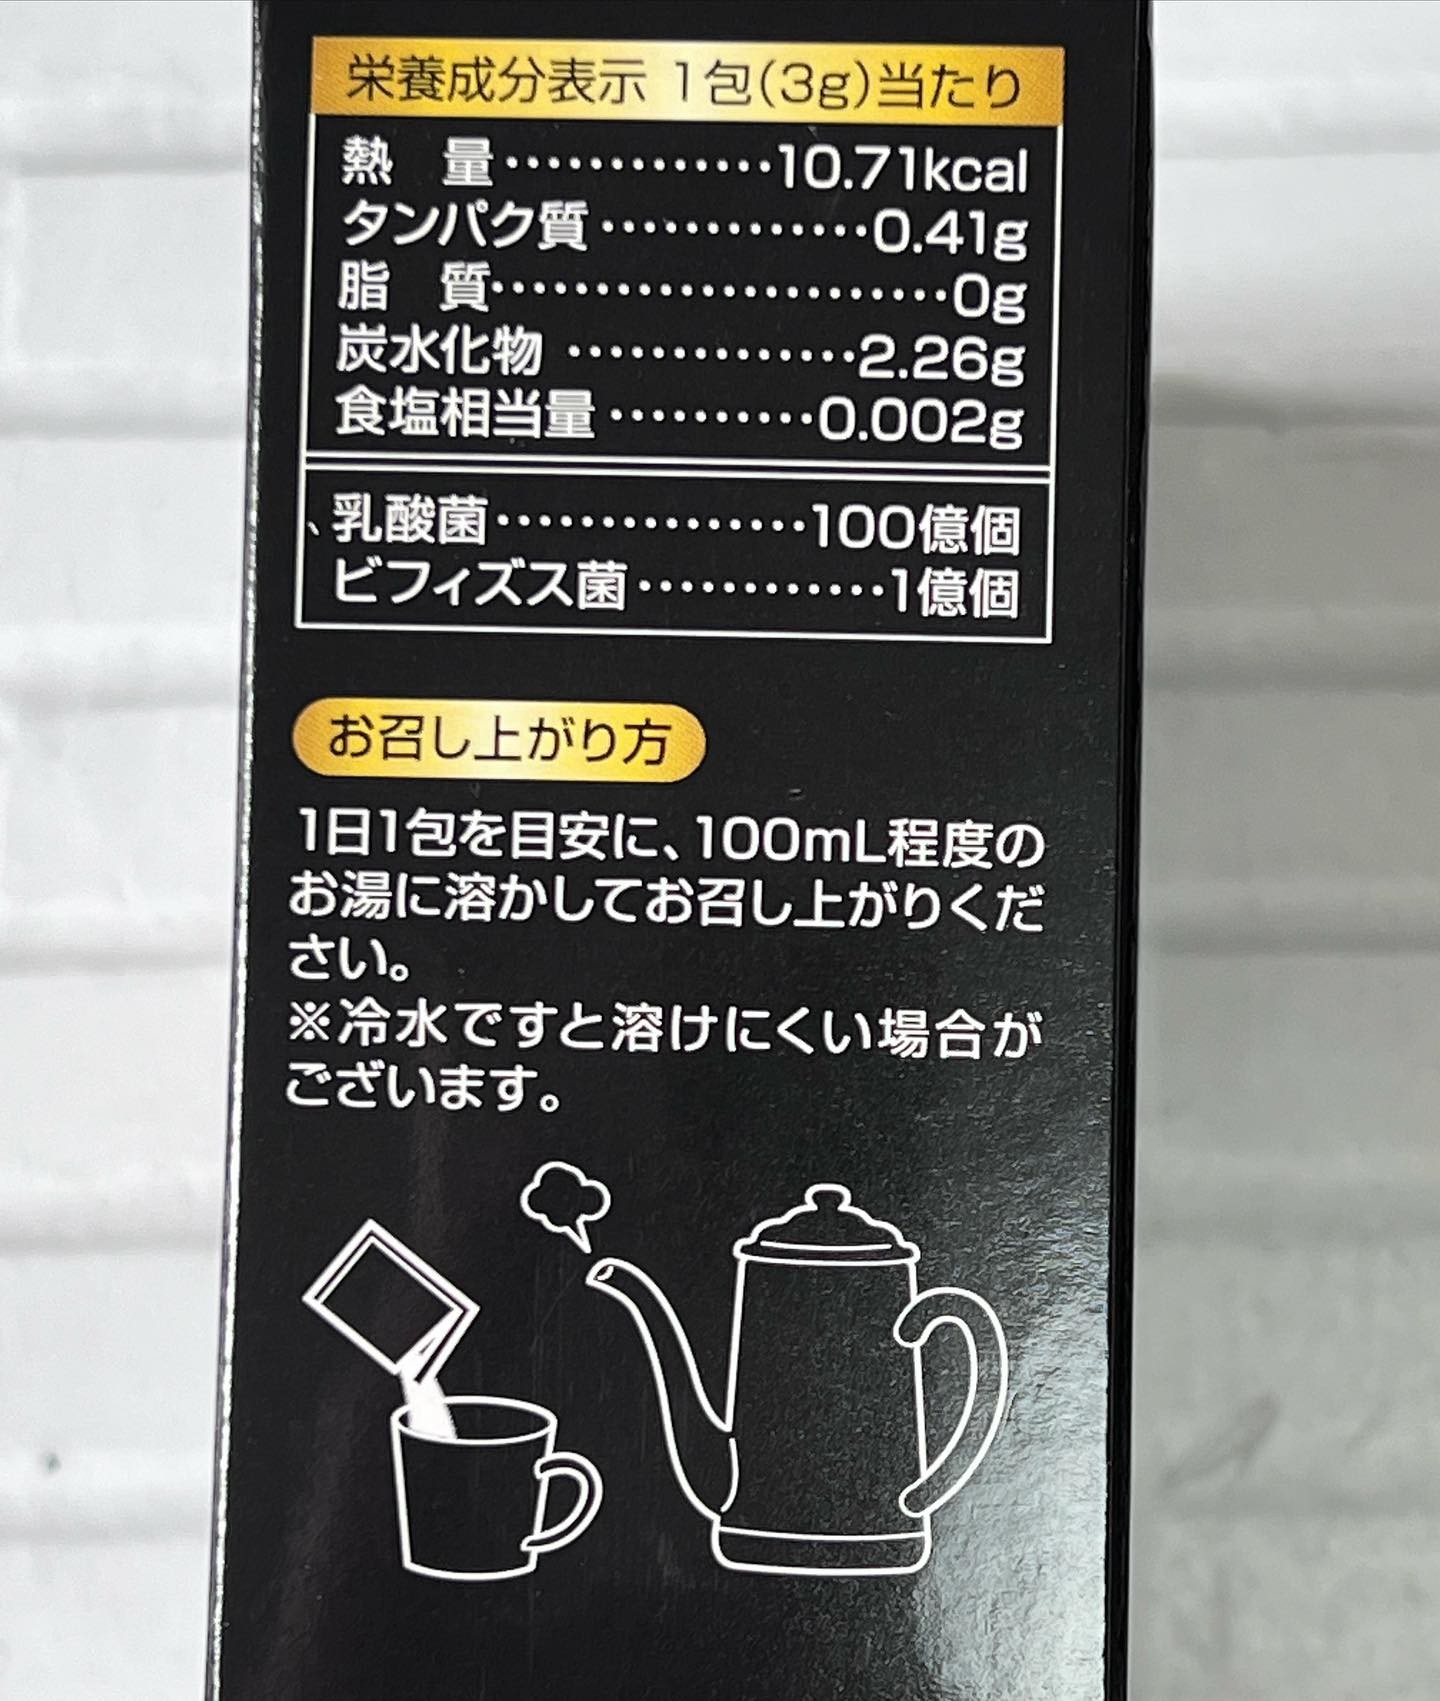 栄養成分表示 1包(3g)当たり
熱 量‥‥‥‥‥‥‥10.71kcal
タンパク質‥‥‥‥‥‥‥0.41g
脂 質‥‥‥‥‥‥‥‥‥‥‥0g
炭水化物‥‥‥‥‥‥‥2.26g
食塩相当量‥‥‥‥‥0.002g
乳酸菌‥‥‥‥‥‥‥‥100億個
ビフィズス菌‥‥‥‥‥‥1億個
お召し上がり方
1日1包を目安に、100mL程度の
お湯に溶かしてお召し上がりくだ
さい。
※冷水ですと溶けにくい場合が
ございます。